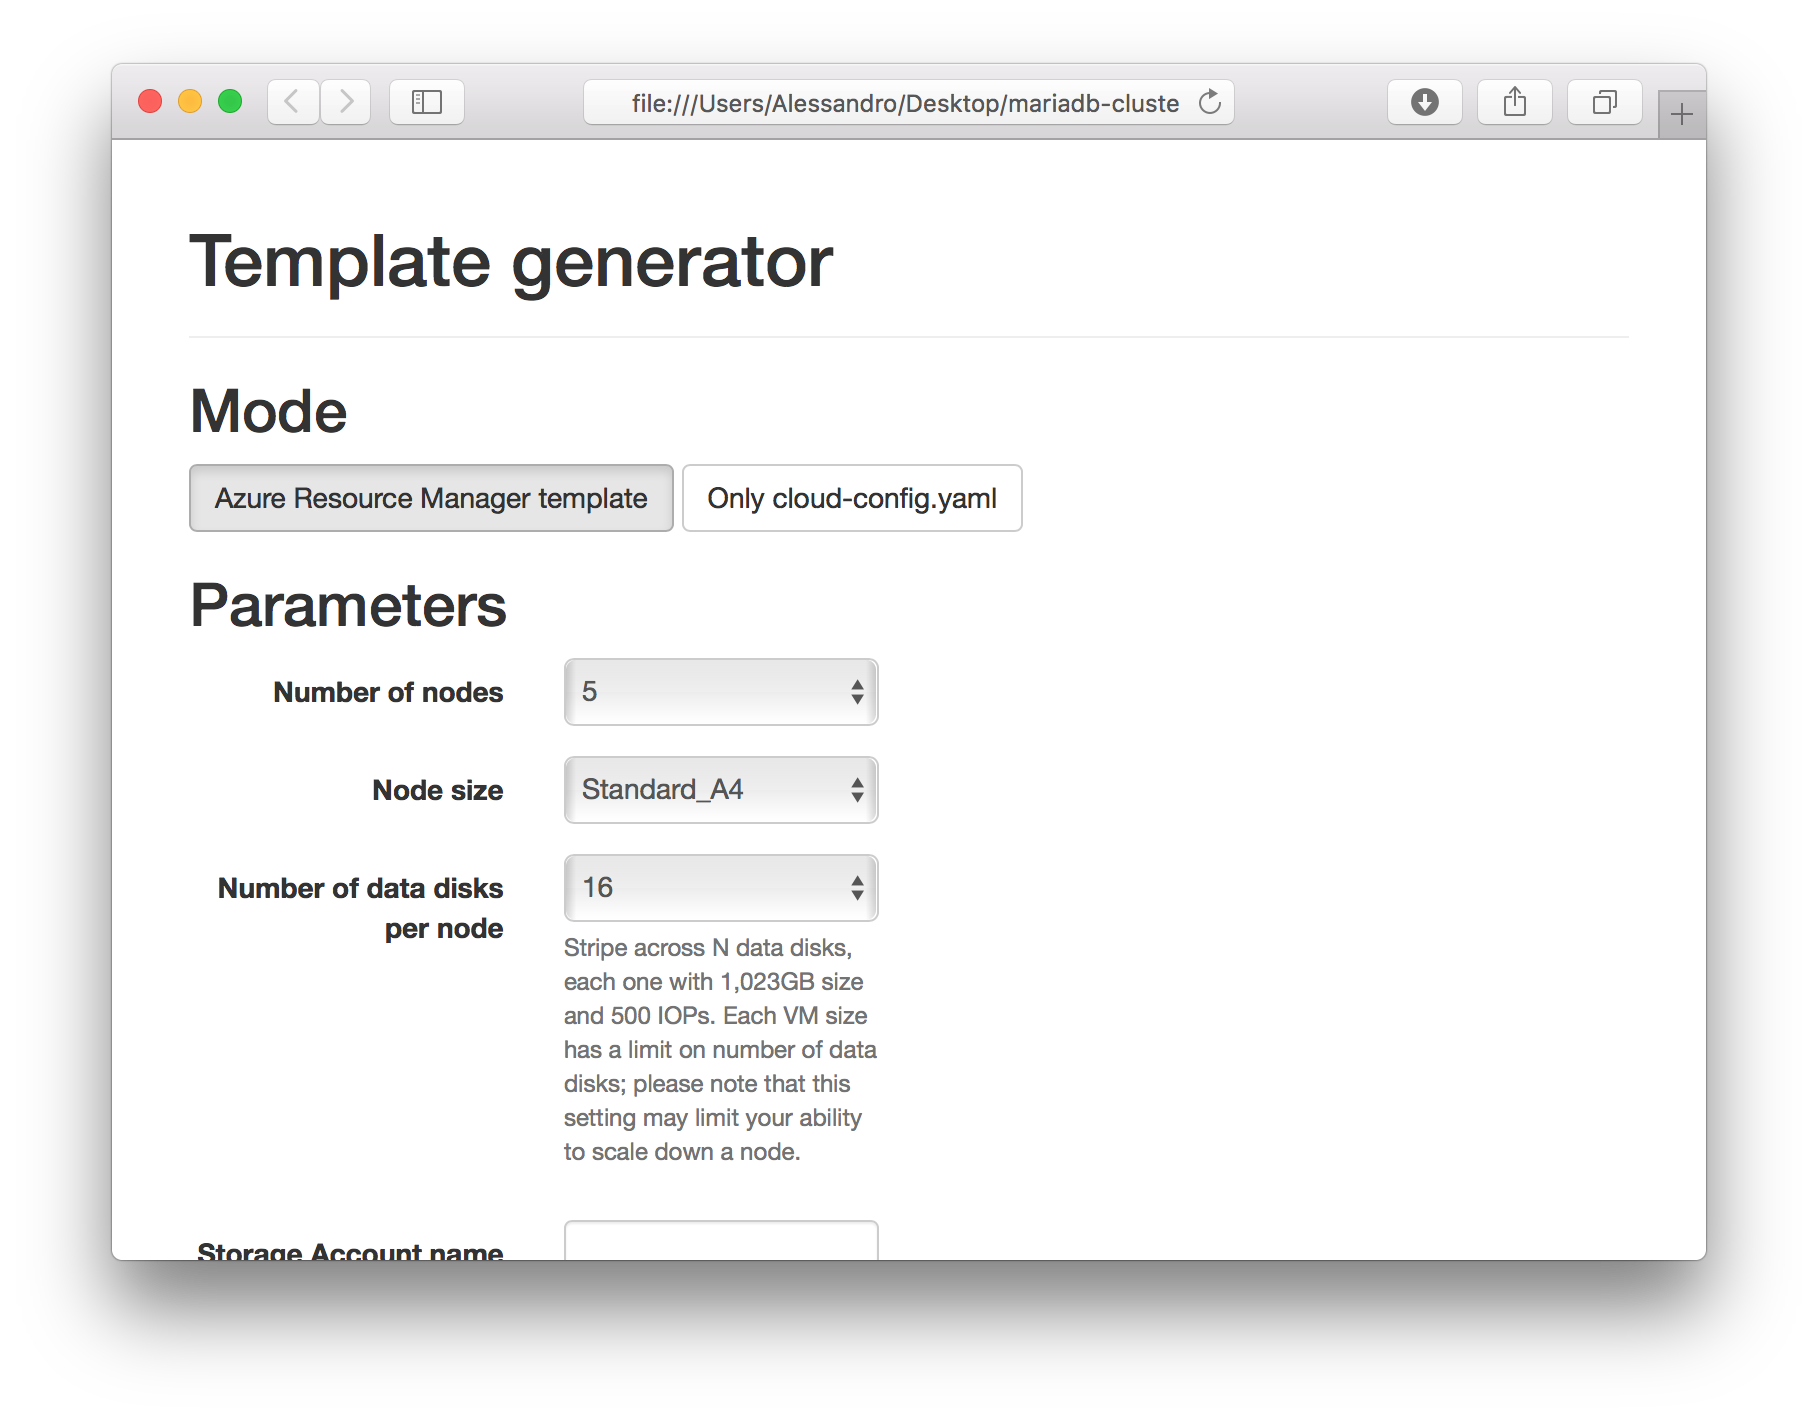 file:///Users/Alessandro/Desktop/mariadb-cluste
Template generator
Mode
Azure Resource Manager template
Only cloud-config.yaml
Parameters
Number of nodes
5
Node size
Standard_A4
Number of data disks
per node
16
Stripe across N data disks,
each one with 1,023GB size
and 500 IOPs. Each VM size
has a limit on number of data
disks; please note that this
setting may limit your ability
to scale down a node.
Storage Account name